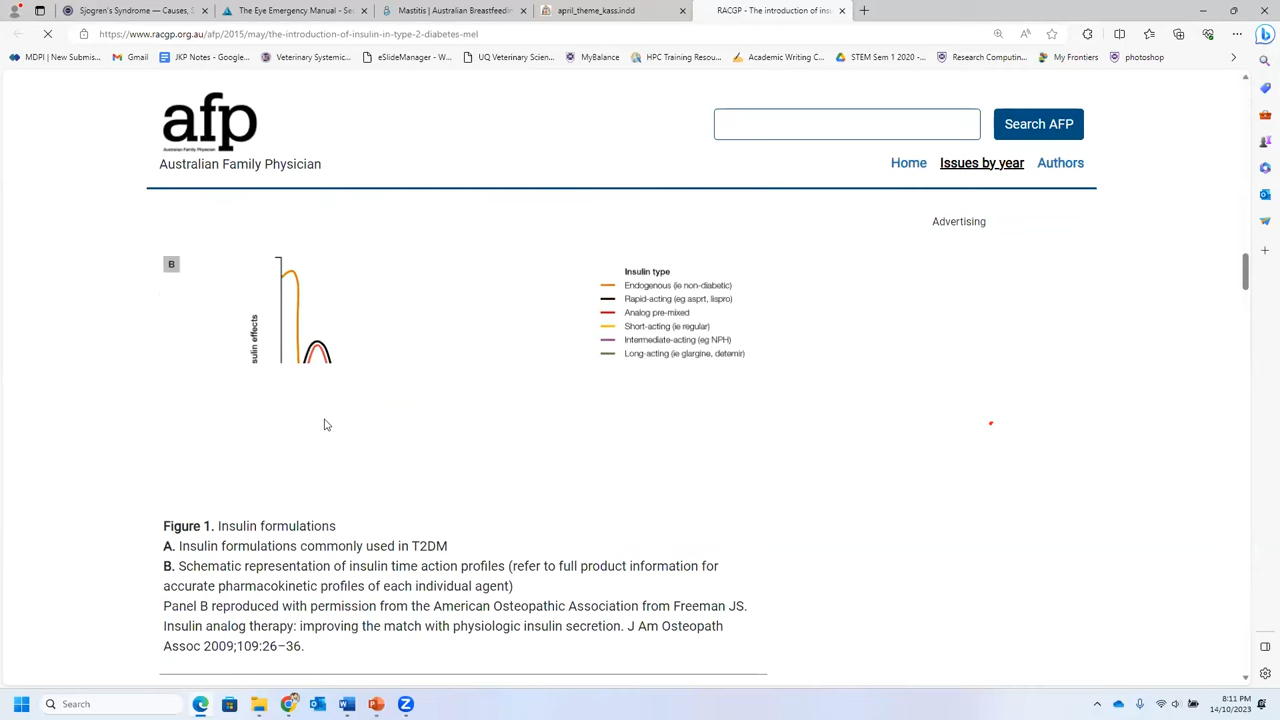 Sjogren's Syndrome — Causes, S
The Eye Emergency Manual - Sec
Mastitis | Australian Breastfeedin
april_theme_kass.indd
RACGP - The introduction of insu
https://www.racgp.org.au/afp/2015/may/the-introduction-of-insulin-in-type-2-diabetes-mel
MDPI | New Submis...
Gmail
JKP Notes - Google...
Veterinary Systemic...
eSlideManager - W...
UQ Veterinary Scien...
MyBalance
HPC Training Resou...
Academic Writing C...
STEM Sem 1 2020 -...
Research Computin...
My Frontiers
photoshop
afp
Australian Family Physician
Search AFP
Home Issues by year Authors
Advertising
B
sulin effects
Insulin type
Endogenous (ie non-diabetic)
Rapid-acting (eg asprt, lispro)
Analog pre-mixed
Short-acting (ie regular)
Intermediate-acting (eg NPH)
Long-acting (ie glargine, detemir)
Figure 1. Insulin formulations
A. Insulin formulations commonly used in T2DM
B. Schematic representation of insulin time action profiles (refer to full product information for
accurate pharmacokinetic profiles of each individual agent)
Panel B reproduced with permission from the American Osteopathic Association from Freeman JS.
Insulin analog therapy: improving the match with physiologic insulin secretion. J Am Osteopath
Assoc 2009;109:26–36.
Search
8:11 PM
14/10/2023